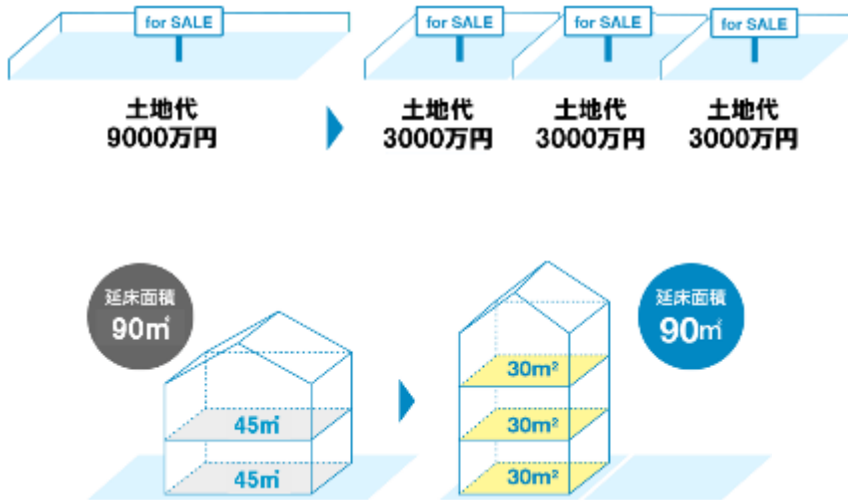 for SALE
for SALE
for SALE
for SALE
土地代
9000万円
土地代
3000万円
土地代
3000万円
土地代
3000万円
延床面積
90㎡
45㎡
45㎡
延床面積
90㎡
30m²
30m²
30m²